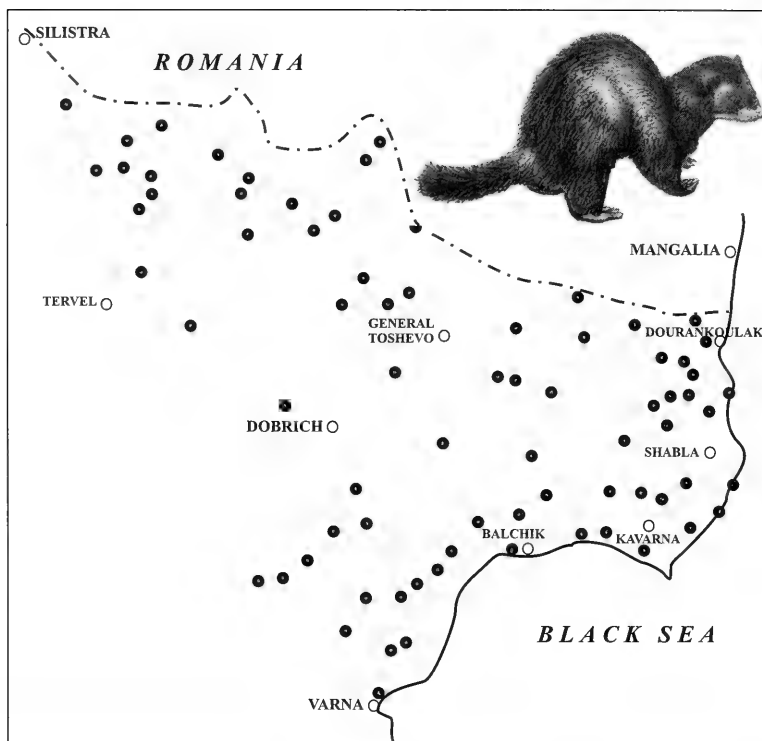 SILISTRA
ROMANIA
MANGALIA
TERVEL
GENERAL
TOSHEVO
DOURANKOULAK
DOBRICH
SHABLA
BALCHIK
KAVARNA
BLACK SEA
VARNA